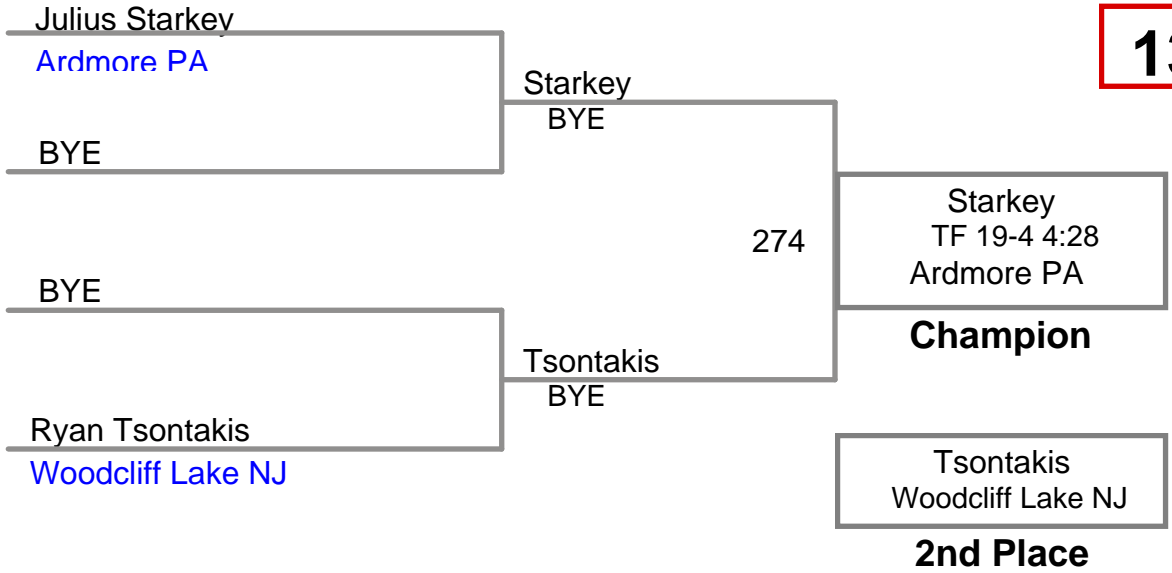 Julius Starkey
Ardmore PA
Starkey
BYE
BYE
274
Starkey
TF 19-4 4:28
Ardmore PA
Champion
BYE
Tsontakis
BYE
Ryan Tsontakis
Woodcliff Lake NJ
Tsontakis
Woodcliff Lake NJ
2nd Place